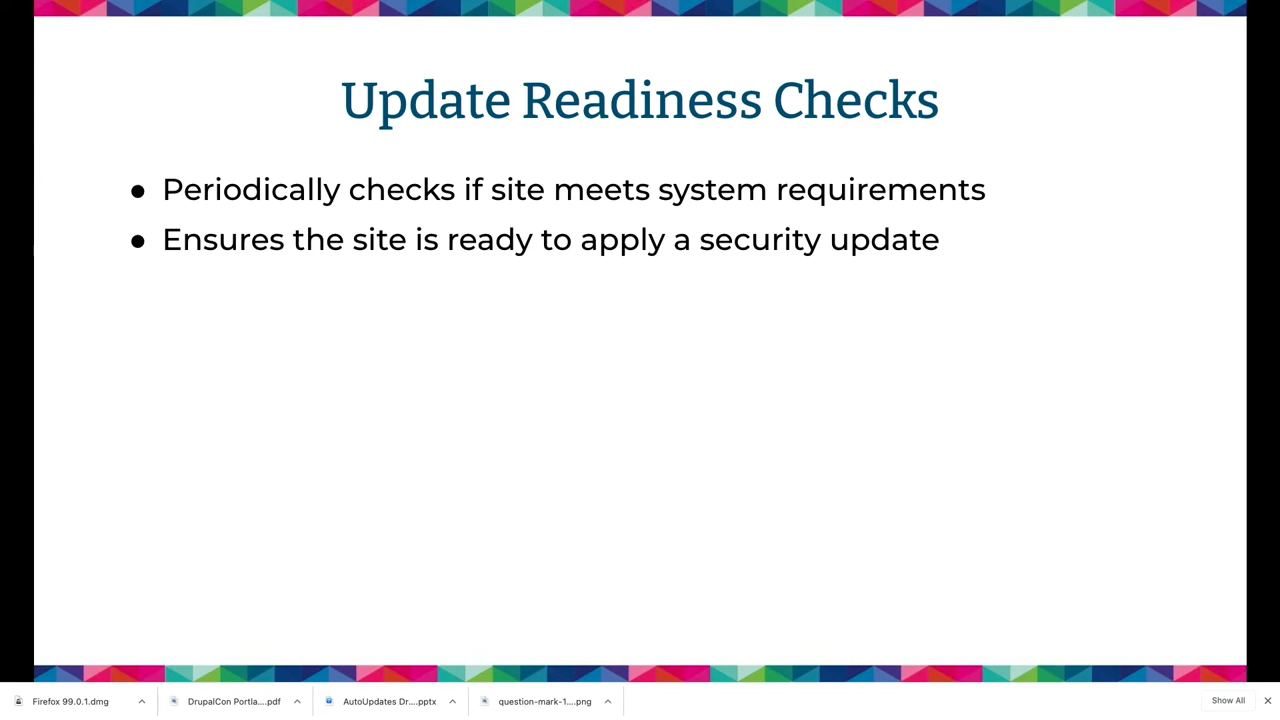 Update Readiness Checks
● Periodically checks if site meets system requirements
● Ensures the site is ready to apply a security update
Firefox 99.0.1.dmg
DrupalCon Portla....pdf
AutoUpdates Dr....pptx
question-mark-1....png
Show All